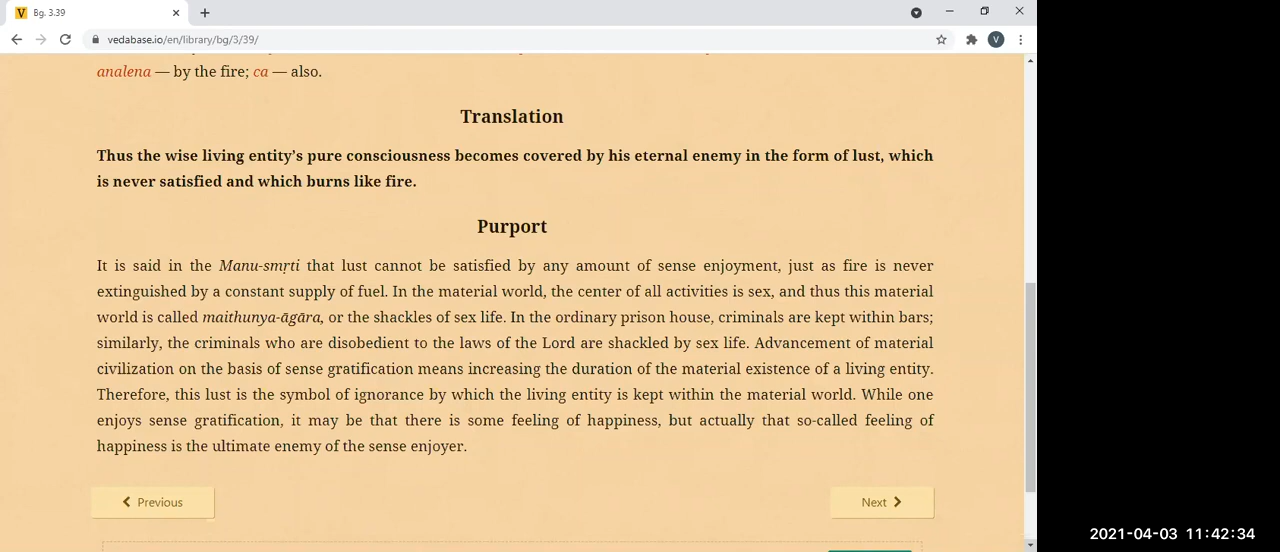 Bg. 3.39
vedabase.io/en/library/bg/3/39/
V
analena — by the fire; ca — also.
Translation
Thus the wise living entity's pure consciousness becomes covered by his eternal enemy in the form of lust, which
is never satisfied and which burns like fire.
Purport
It is said in the Manu-smṛti that lust cannot be satisfied by any amount of sense enjoyment, just as fire is never
extinguished by a constant supply of fuel. In the material world, the center of all activities is sex, and thus this material
world is called maithunya-āgāra, or the shackles of sex life. In the ordinary prison house, criminals are kept within bars;
similarly, the criminals who are disobedient to the laws of the Lord are shackled by sex life. Advancement of material
civilization on the basis of sense gratification means increasing the duration of the material existence of a living entity.
Therefore, this lust is the symbol of ignorance by which the living entity is kept within the material world. While one
enjoys sense gratification, it may be that there is some feeling of happiness, but actually that so-called feeling of
happiness is the ultimate enemy of the sense enjoyer.
Previous
Next
2021-04-03 11:42:34